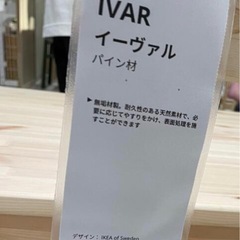 IVAR
イーヴァル
パイン材
◆ 無垢材製。耐久性のある天然素材で、必
要に応じてやすりをかけ、表面処理を施
すことができます
デザイン：IKEA of Sweden